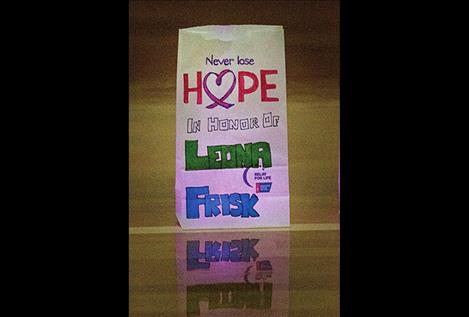 Never lose
HOPE
IN HONOR OF
LEONA
RELAY
FOR LIFE
FRISK